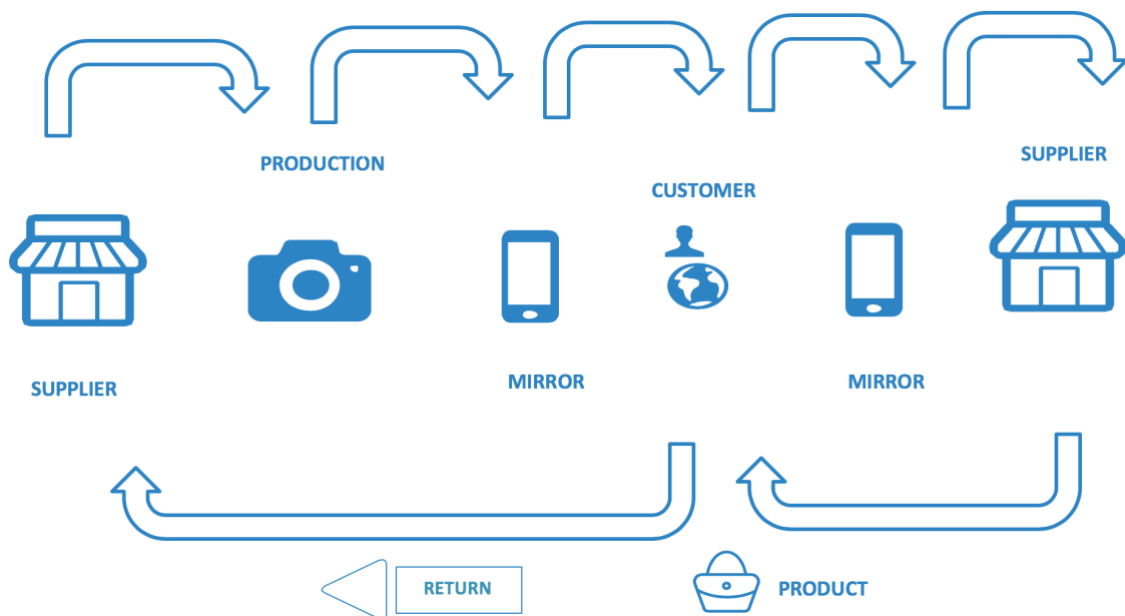 PRODUCTION
SUPPLIER
CUSTOMER
SUPPLIER
MIRROR
MIRROR
RETURN
PRODUCT